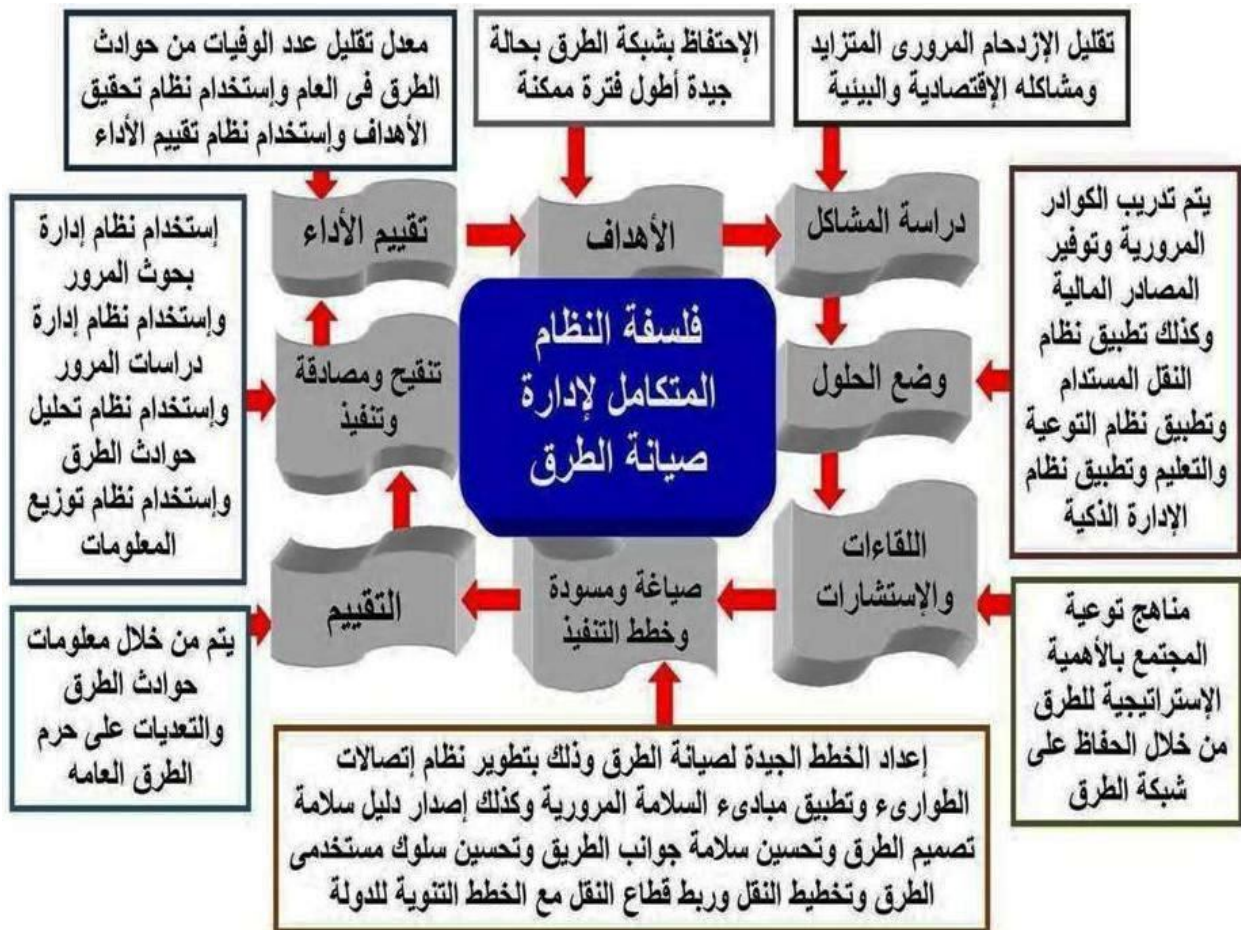 تقليل الإزدحام المرورى المتزايد
ومشاكله الإقتصادية والبيئية
الإحتفاظ بشبكة الطرق بحالة
جيدة أطول فترة ممكنة
معدل تقليل عدد الوفيات من حوادث
الطرق فى العام وإستخدام نظام تحقيق
الأهداف وإستخدام نظام تقييم الأداء
دراسة المشاكل
الأهداف
تقييم الأداء
يتم تدريب الكوادر
المرورية وتوفير
المصادر المالية
وكذلك تطبيق نظام
النقل المستدام
وتطبيق نظام التوعية
والتعليم وتطبيق نظام
الإدارة الذكية
وضع الحلول
فلسفة النظام
المتكامل لإدارة
صيانة الطرق
تنقيح ومصادقة
وتنفيذ
إستخدام نظام إدارة
بحوث المرور
وإستخدام نظام إدارة
دراسات المرور
وإستخدام نظام تحليل
حوادث الطرق
وإستخدام نظام توزيع
المعلومات
اللقاءات
والإستشارات
صياغة ومسودة
وخطط التنفيذ
التقييم
مناهج توعية
المجتمع بالأهمية
الإستراتيجية للطرق
من خلال الحفاظ على
شبكة الطرق
يتم من خلال معلومات
حوادث الطرق
والتعديات على حرم
الطرق العامه
إعداد الخطط الجيدة لصيانة الطرق وذلك بتطوير نظام إتصالات
الطوارىء وتطبيق مبادىء السلامة المرورية وكذلك إصدار دليل سلامة
تصميم الطرق وتحسين سلامة جوانب الطريق وتحسين سلوك مستخدمى
الطرق وتخطيط النقل وربط قطاع النقل مع الخطط التنوية للدولة